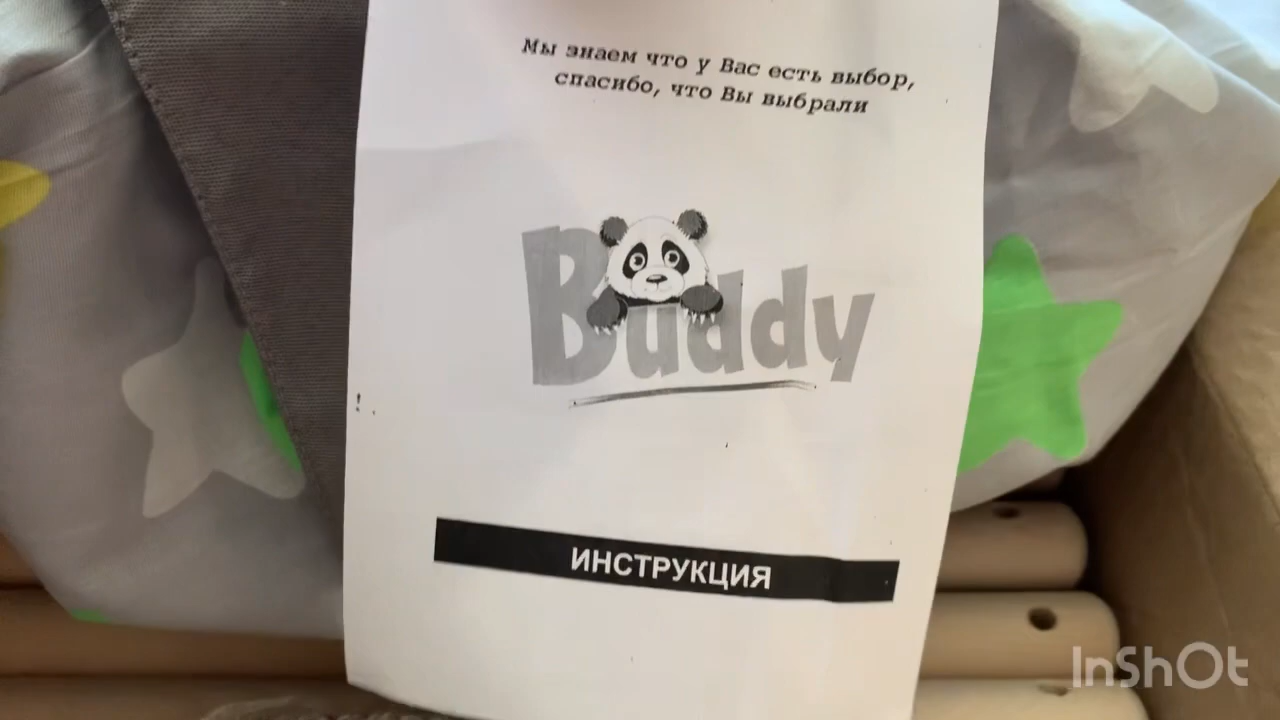 Мы знаем что у Вас есть выбор,
спасибо, что Вы выбрали
Buddy
ИНСТРУКЦИЯ
InShOt